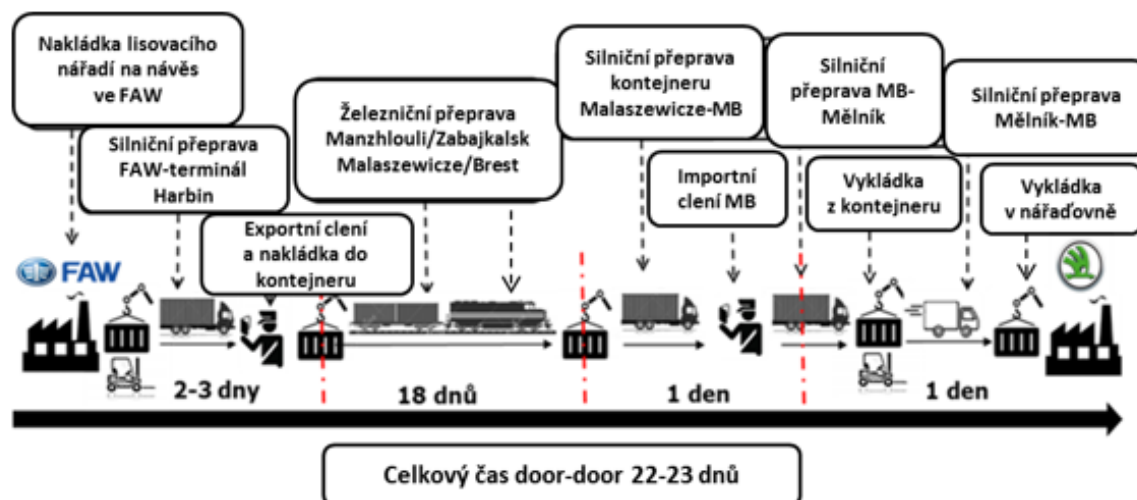 Nakládka lisovacího
nářadí na návěs
ve FAW
Silniční přeprava
FAW-terminál
Harbin
Exportní clení
a nakládka do
kontejneru
Železniční přeprava
Manzhlouli/Zabajkalsk
Malaszewicze/Brest
Silniční přeprava
kontejneru
Malaszewicze-MB
Importní
clení MB
Silniční
přeprava MB-
Mělník
Vykládka
z kontejneru
Silniční přeprava
Mělník-MB
Vykládka
v nářaďovně
FAW
2-3 dny
18 dnů
1 den
1 den
Celkový čas door-door 22-23 dnů